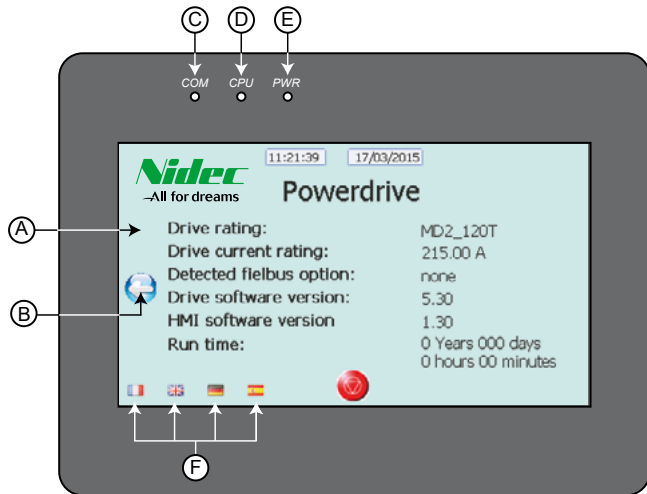 C D E
COM CPU PWR
11:21:39 17/03/2015
Nidec
All for dreams
Powerdrive
A
Drive rating: MD2_120T
Drive current rating: 215.00 A
Detected fielbus option: none
B
Drive software version: 5.30
HMI software version 1.30
Run time: 0 Years 000 days
0 hours 00 minutes
F